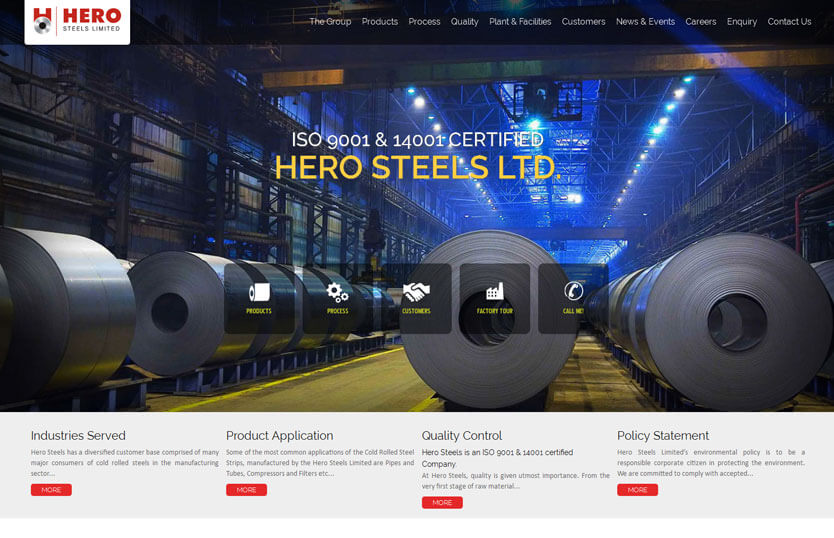 HERO
STEELS LIMITED
The Group Products Process Quality Plant & Facilities Customers News & Events Careers Enquiry Contact Us
ISO 9001 & 14001 CERTIFIED
HERO STEELS LTD.
PRODUCTS PROCESS CUSTOMERS FACTORY TOUR CALL ME!
Industries Served
Hero Steels has a diversified customer base comprised of many
major consumers of cold rolled steels in the manufacturing
sector...
MORE
Product Application
Some of the most common applications of the Cold Rolled Steel
Strips, manufactured by the Hero Steels Limited are Pipes and
Tubes, Compressors and Filters etc...
MORE
Quality Control
Hero Steels is an ISO 9001 & 14001 certified
Company.
At Hero Steels, quality is given utmost importance. From the
very first stage of raw material...
MORE
Policy Statement
Hero Steels Limited's environmental policy is to be a
responsible corporate citizen in protecting the environment.
We are committed to comply with accepted...
MORE